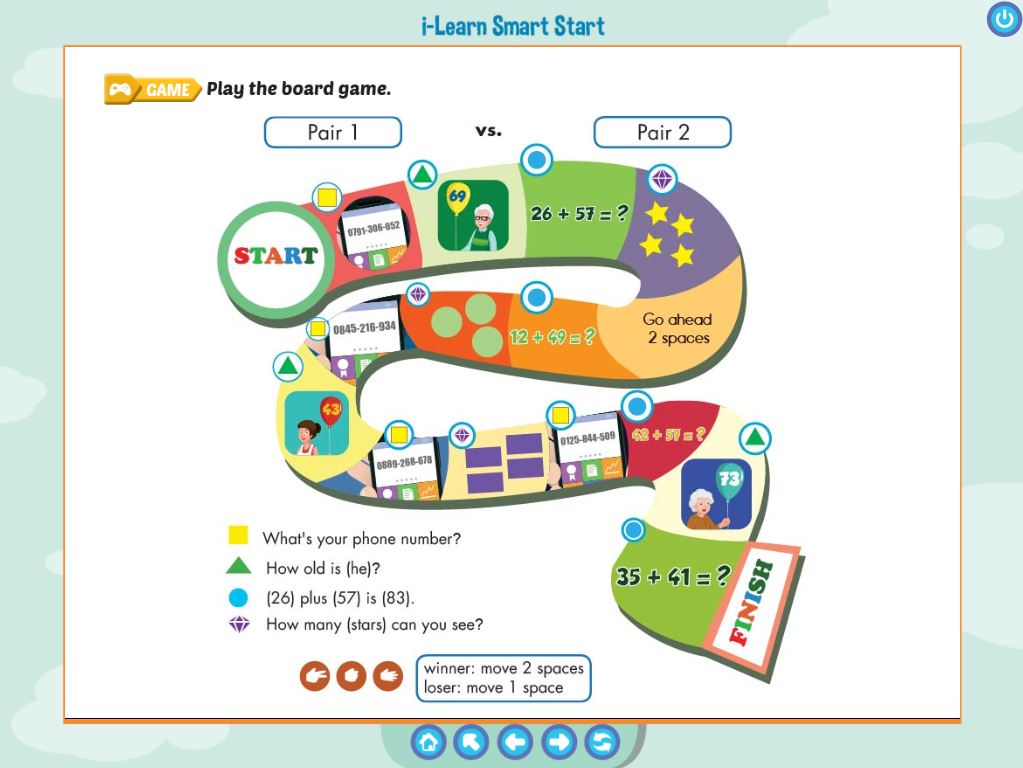 i-Learn Smart Start
GAME Play the board game.
Pair 1 vs. Pair 2
START
0791-306-052
69
26 + 57 = ?
Go ahead
2 spaces
12 + 49 = ?
0845-216-934
43
0889-268-678
0125-844-509
42 + 57 = ?
73
35 + 41 = ?
FINISH
What's your phone number?
How old is (he)?
(26) plus (57) is (83).
How many (stars) can you see?
winner: move 2 spaces
loser: move 1 space